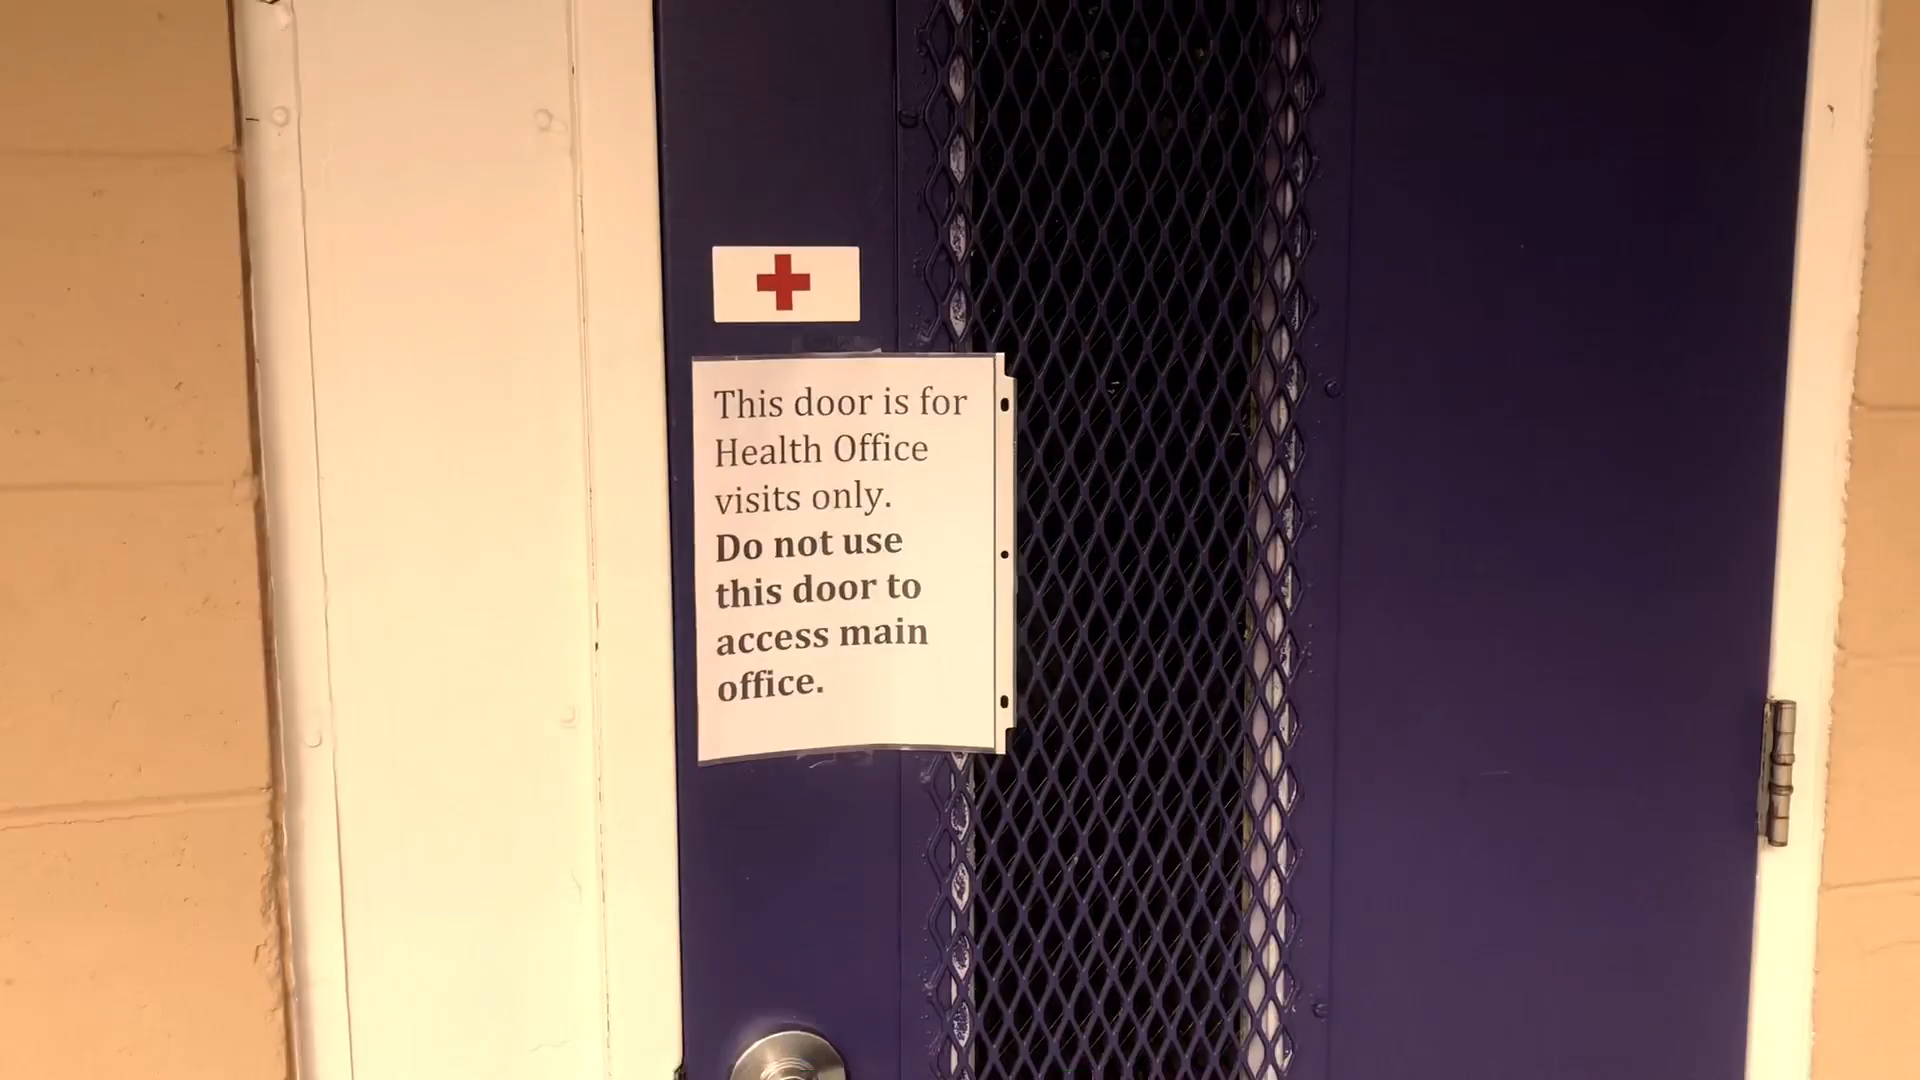 This door is for
Health Office
visits only.
Do not use
this door to
access main
office.